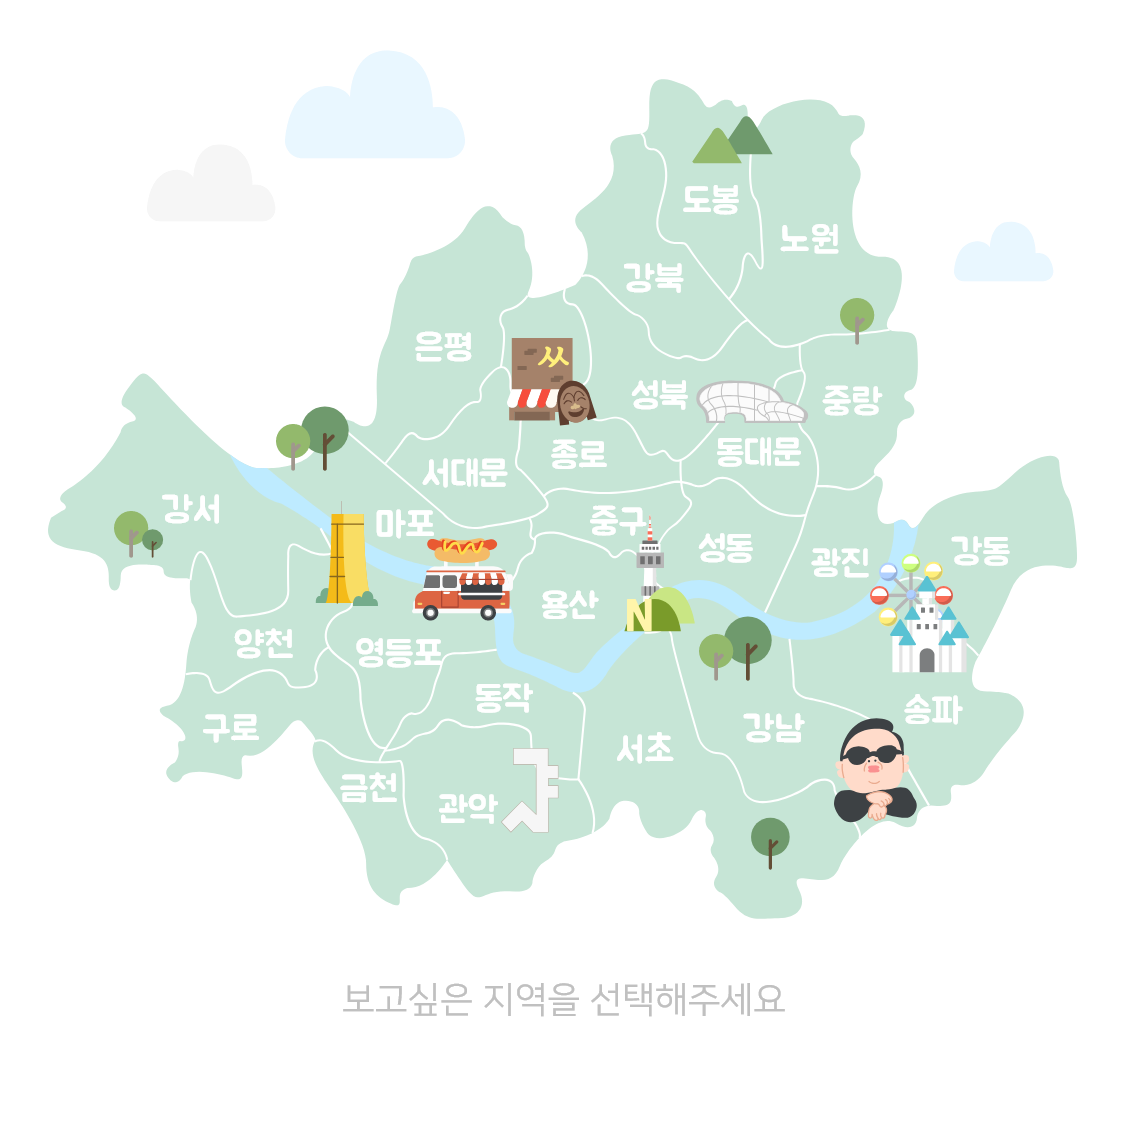 도봉
노원
강북
은평
성북
중랑
종로
동대문
서대문
강서
마포
중구
성동
광진
강동
용산
N
양천
영등포
동작
송파
구로
강남
서초
금천
관악
보고싶은 지역을 선택해주세요